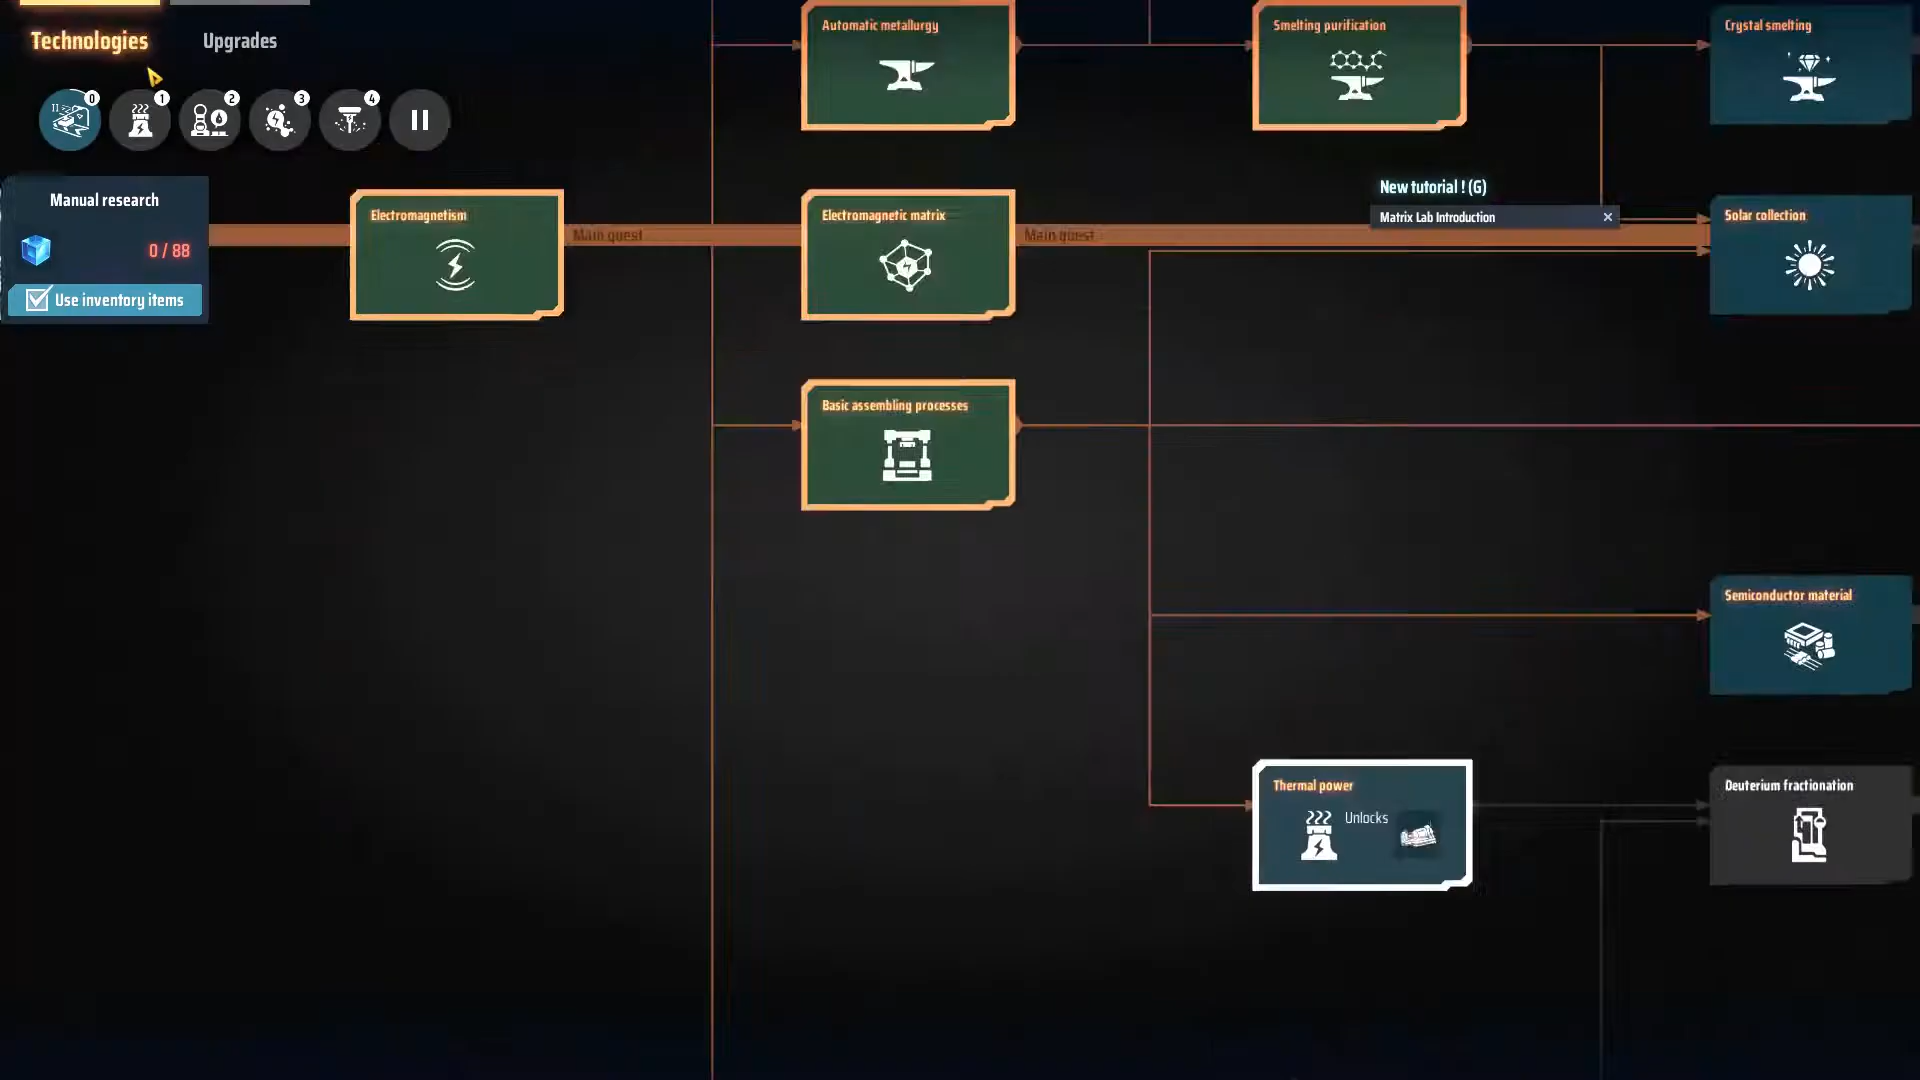 Technologies
Upgrades
0
1
2
3
4
Automatic metallurgy
Smelting purification
Crystal smelting
Manual research
0 / 88
Use inventory items
Electromagnetism
Main quest
Electromagnetic matrix
Main quest
New tutorial ! (G)
Matrix Lab Introduction
Solar collection
Basic assembling processes
Semiconductor material
Thermal power
Unlocks
Deuterium fractionation